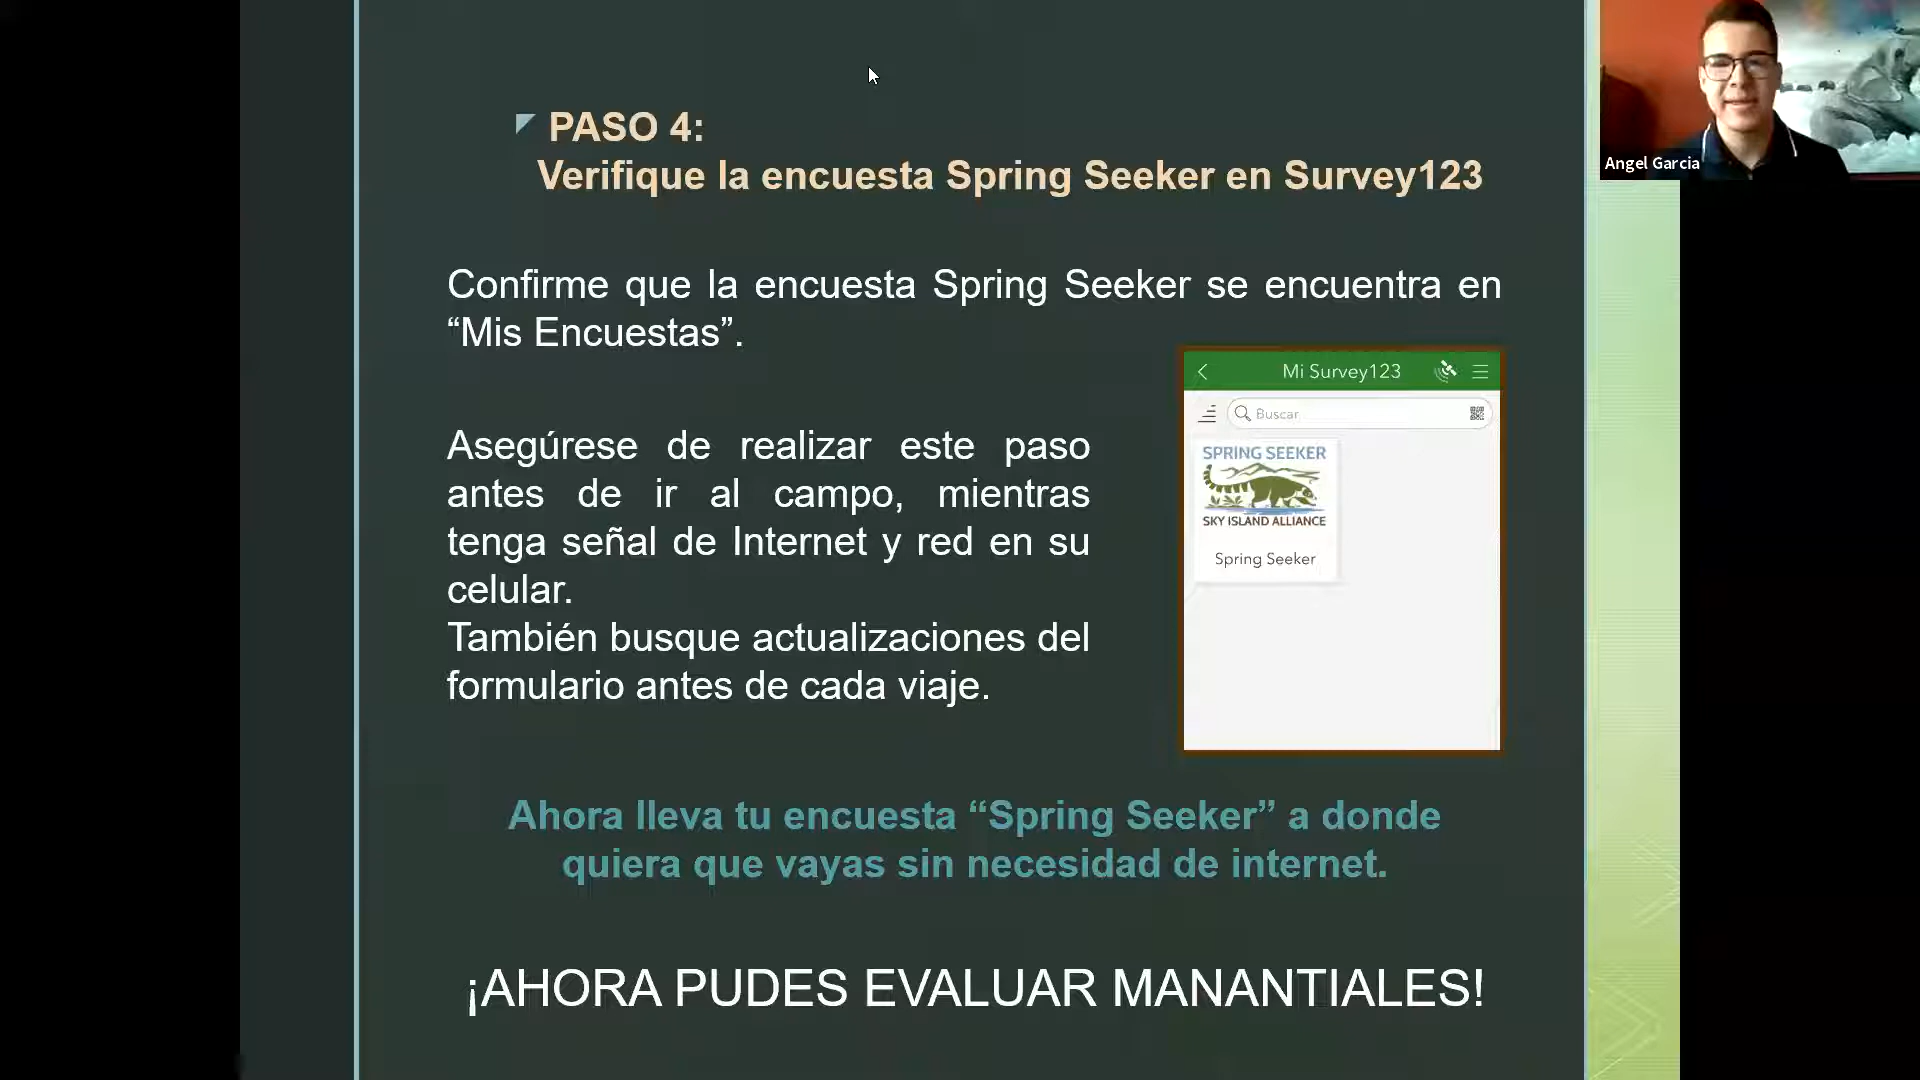 PASO 4:
Verifique la encuesta Spring Seeker en Survey123
Confirme que la encuesta Spring Seeker se encuentra en
“Mis Encuestas”.
Asegúrese de realizar este paso
antes de ir al campo, mientras
tenga señal de Internet y red en su
celular.
También busque actualizaciones del
formulario antes de cada viaje.
Mi Survey123
Buscar
SPRING SEEKER
SKY ISLAND ALLIANCE
Spring Seeker
Ahora lleva tu encuesta “Spring Seeker” a donde
quiera que vayas sin necesidad de internet.
¡AHORA PUDES EVALUAR MANANTIALES!
Angel Garcia